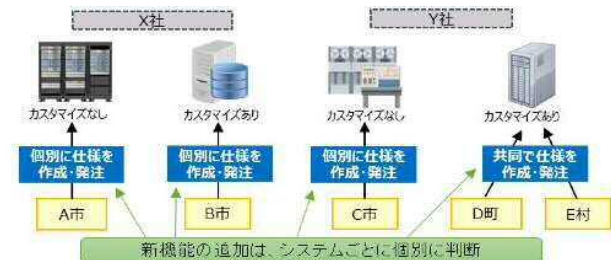 X社
Y社
カスタマイズなし
カスタマイズあり
カスタマイズなし
カスタマイズあり
個別に仕様を
作成・発注
個別に仕様を
作成・発注
個別に仕様を
作成・発注
共同で仕様を
作成・発注
A市
B市
C市
D町
E村
新機能の追加は、システムごとに個別に判断